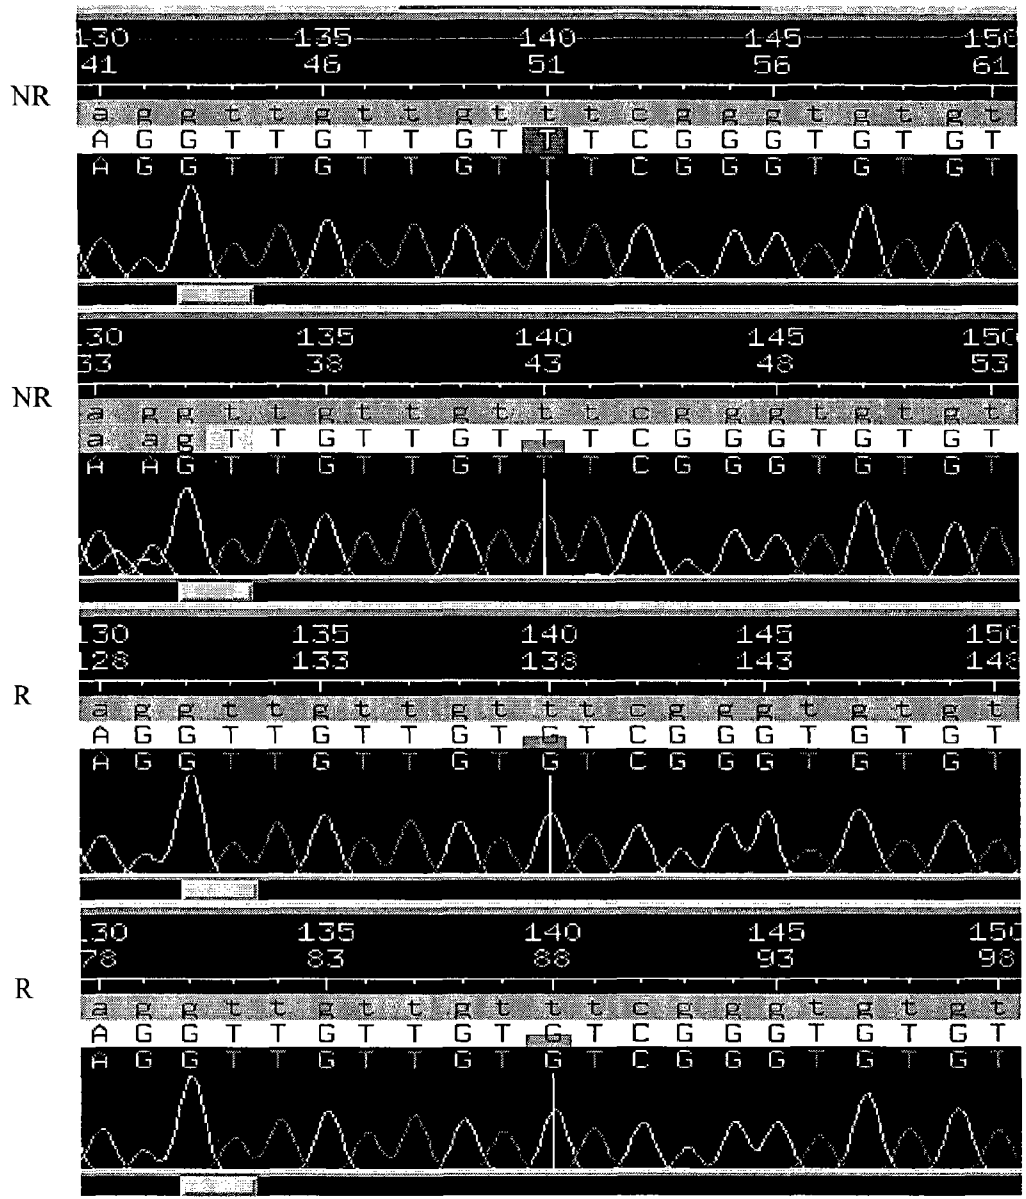 130 135 140 145 150
41 46 51 56 61
NR
a g g t t g t t g t t t c g g g t g t g t
A G G T T G T T G T T T C G G G T G T G T
A G G T T G T T G T T T C G G G T G T G T
130 135 140 145 150
33 38 43 48 53
NR
a g g t t g t t g t t t c g g g t g t g t
a a g T T G T T G T T T C G G G T G T G T
A A G T T G T T G T T T C G G G T G T G T
130 135 140 145 150
128 133 138 143 148
R
a g g t t g t t g t t t c g g g t g t g t
A G G T T G T T G T G T C G G G T G T G T
A G G T T G T T G T G T C G G G T G T G T
130 135 140 145 150
78 83 88 93 98
R
a g g t t g t t g t t t c g g g t g t g t
A G G T T G T T G T G T C G G G T G T G T
A G G T T G T T G T G T C G G G T G T G T